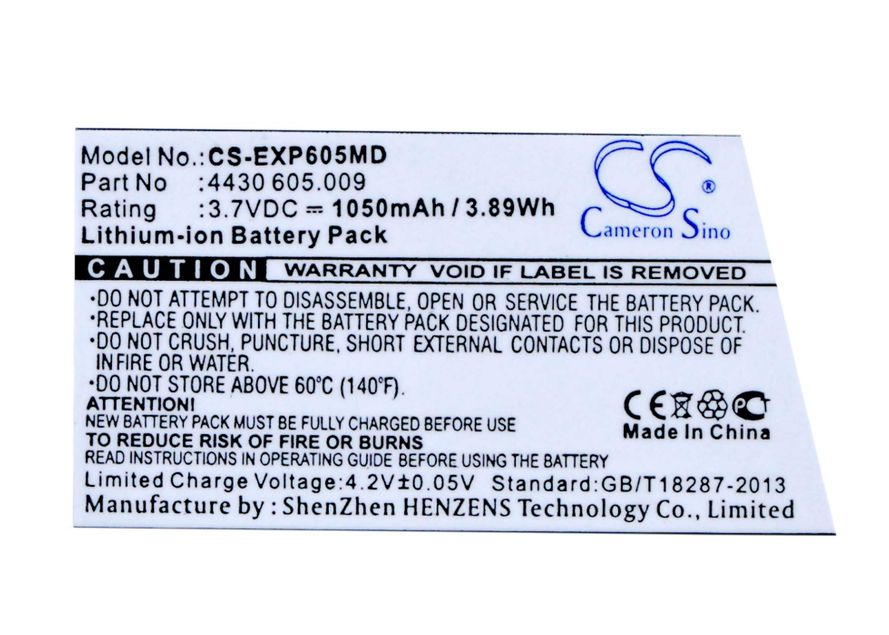 Model No.:CS-EXP605MD
Part No :4430 605.009
Rating :3.7VDC ⎓ 1050mAh / 3.89Wh
Lithium-ion Battery Pack
CS®
Cameron Sino
CAUTION WARRANTY VOID IF LABEL IS REMOVED
•DO NOT ATTEMPT TO DISASSEMBLE, OPEN OR SERVICE THE BATTERY PACK.
•REPLACE ONLY WITH THE BATTERY PACK DESIGNATED FOR THIS PRODUCT.
•DO NOT CRUSH, PUNCTURE, SHORT EXTERNAL CONTACTS OR DISPOSE OF
IN FIRE OR WATER.
•DO NOT STORE ABOVE 60°C (140°F).
ATTENTION!
NEW BATTERY PACK MUST BE FULLY CHARGED BEFORE USE
TO REDUCE RISK OF FIRE OR BURNS
READ INSTRUCTIONS IN OPERATING GUIDE BEFORE USING THE BATTERY
CE PCT
Made In China
Limited Charge Voltage:4.2V±0.05V Standard:GB/T18287-2013
Manufacture by : ShenZhen HENZENS Technology Co., Limited